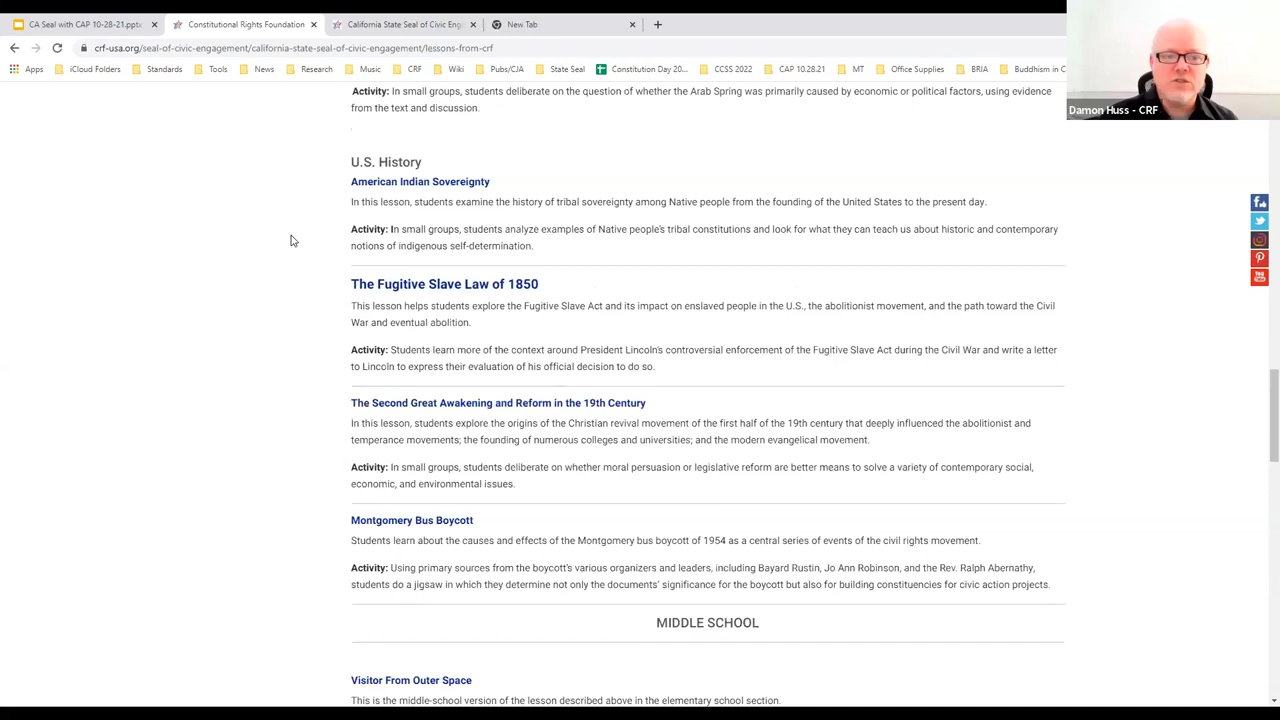 CA Seal with CAP 10-28-21.pptx
Constitutional Rights Foundation
California State Seal of Civic Eng
New Tab
crf-usa.org/seal-of-civic-engagement/california-state-seal-of-civic-engagement/lessons-from-crf
Apps iCloud Folders Standards Tools News Research Music CRF Wiki Pubs/CJA State Seal Constitution Day 20... CCSS 2022 CAP 10.28.21 MT Office Supplies BRIA Buddhism in C
Damon Huss - CRF
Activity: In small groups, students deliberate on the question of whether the Arab Spring was primarily caused by economic or political factors, using evidence
from the text and discussion.
U.S. History
American Indian Sovereignty
In this lesson, students examine the history of tribal sovereignty among Native people from the founding of the United States to the present day.
Activity: In small groups, students analyze examples of Native people's tribal constitutions and look for what they can teach us about historic and contemporary
notions of indigenous self-determination.
The Fugitive Slave Law of 1850
This lesson helps students explore the Fugitive Slave Act and its impact on enslaved people in the U.S., the abolitionist movement, and the path toward the Civil
War and eventual abolition.
Activity: Students learn more of the context around President Lincoln's controversial enforcement of the Fugitive Slave Act during the Civil War and write a letter
to Lincoln to express their evaluation of his official decision to do so.
The Second Great Awakening and Reform in the 19th Century
In this lesson, students explore the origins of the Christian revival movement of the first half of the 19th century that deeply influenced the abolitionist and
temperance movements; the founding of numerous colleges and universities; and the modern evangelical movement.
Activity: In small groups, students deliberate on whether moral persuasion or legislative reform are better means to solve a variety of contemporary social,
economic, and environmental issues.
Montgomery Bus Boycott
Students learn about the causes and effects of the Montgomery bus boycott of 1954 as a central series of events of the civil rights movement.
Activity: Using primary sources from the boycott's various organizers and leaders, including Bayard Rustin, Jo Ann Robinson, and the Rev. Ralph Abernathy,
students do a jigsaw in which they determine not only the documents' significance for the boycott but also for building constituencies for civic action projects.
MIDDLE SCHOOL
Visitor From Outer Space
This is the middle-school version of the lesson described above in the elementary school section.